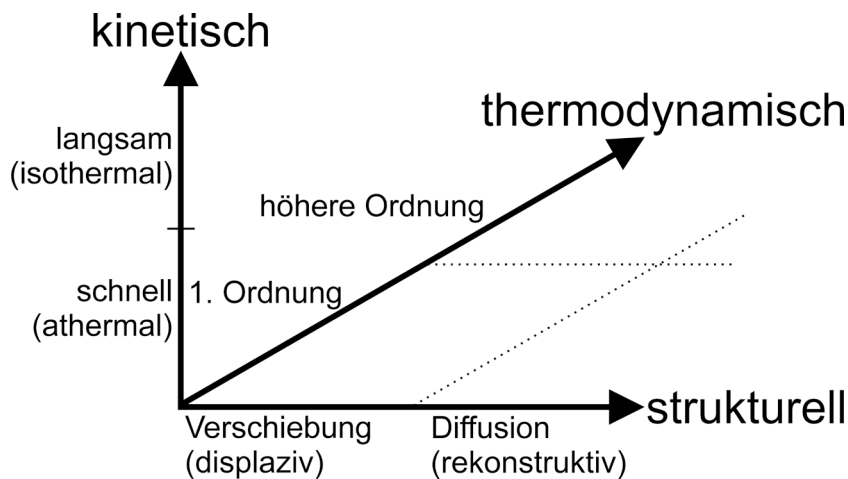 kinetisch
thermodynamisch
langsam
(isothermal)
höhere Ordnung
schnell
(athermal)
1. Ordnung
strukturell
Verschiebung
(displaziv)
Diffusion
(rekonstruktiv)